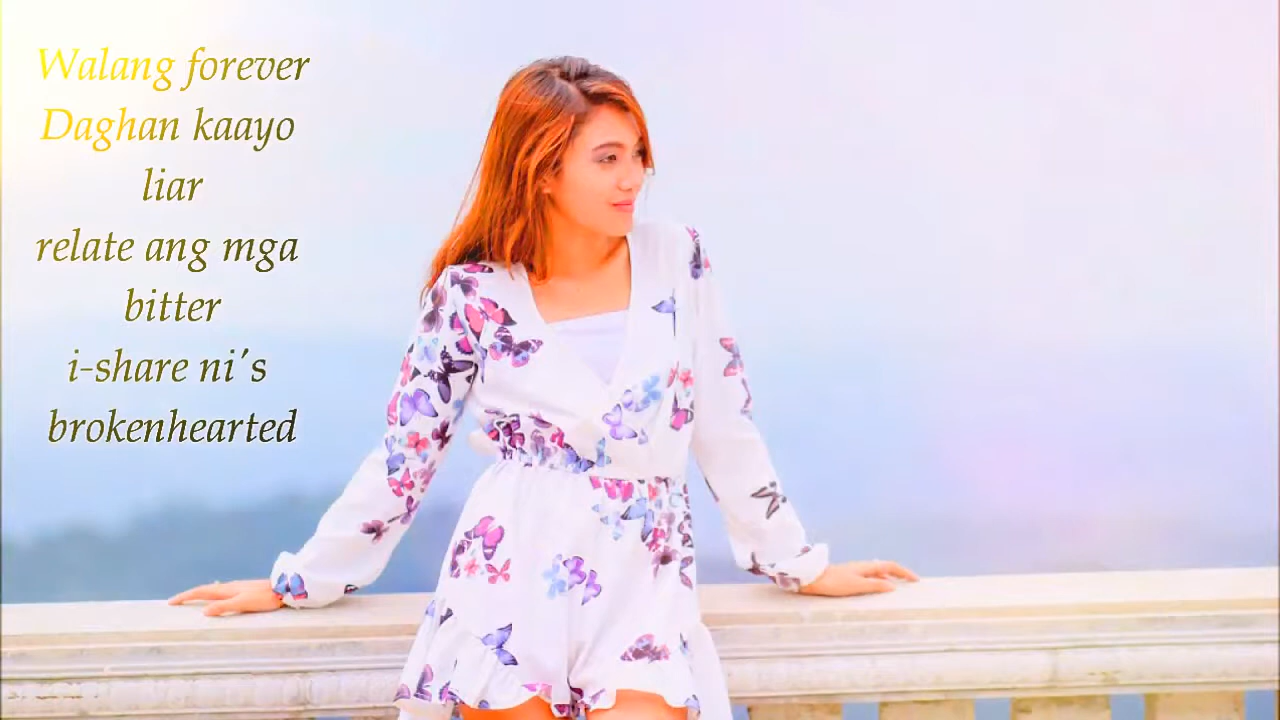 Walang forever
Daghan kaayo
liar
relate ang mga
bitter
i-share ni's
brokenhearted